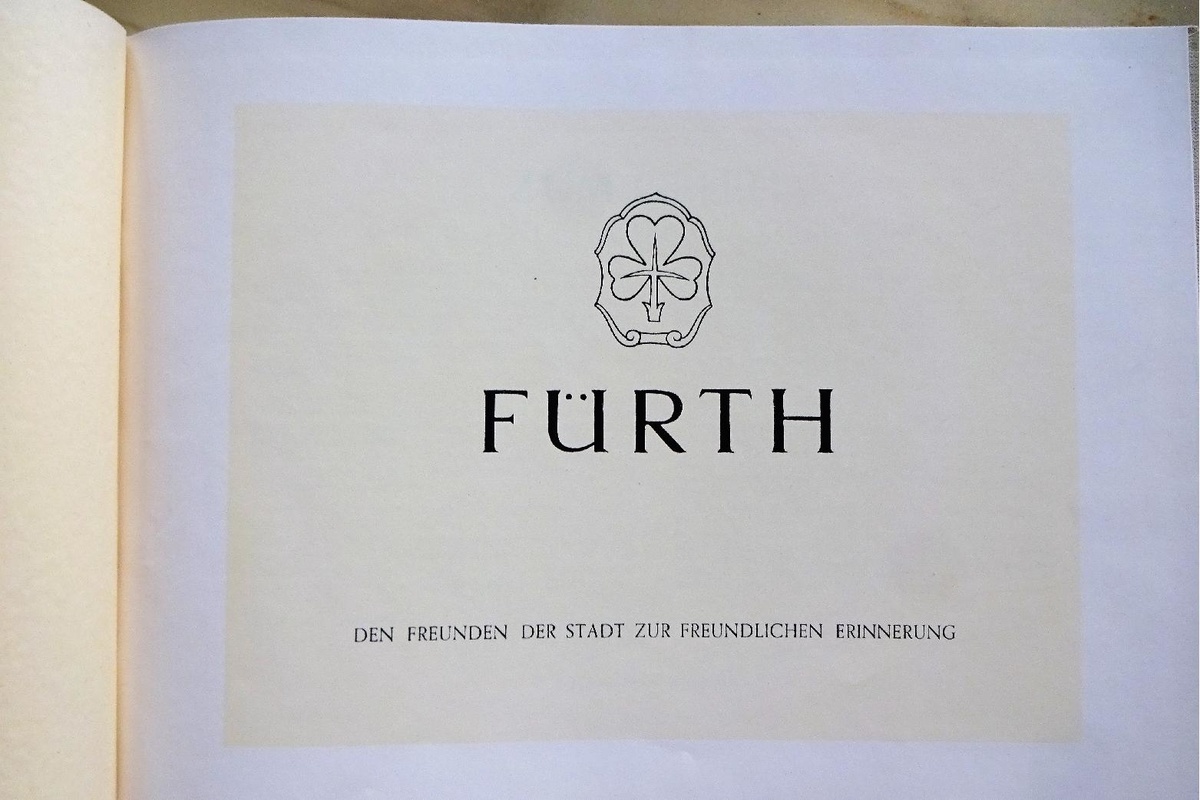 FÜRTH
DEN FREUNDEN DER STADT ZUR FREUNDLICHEN ERINNERUNG